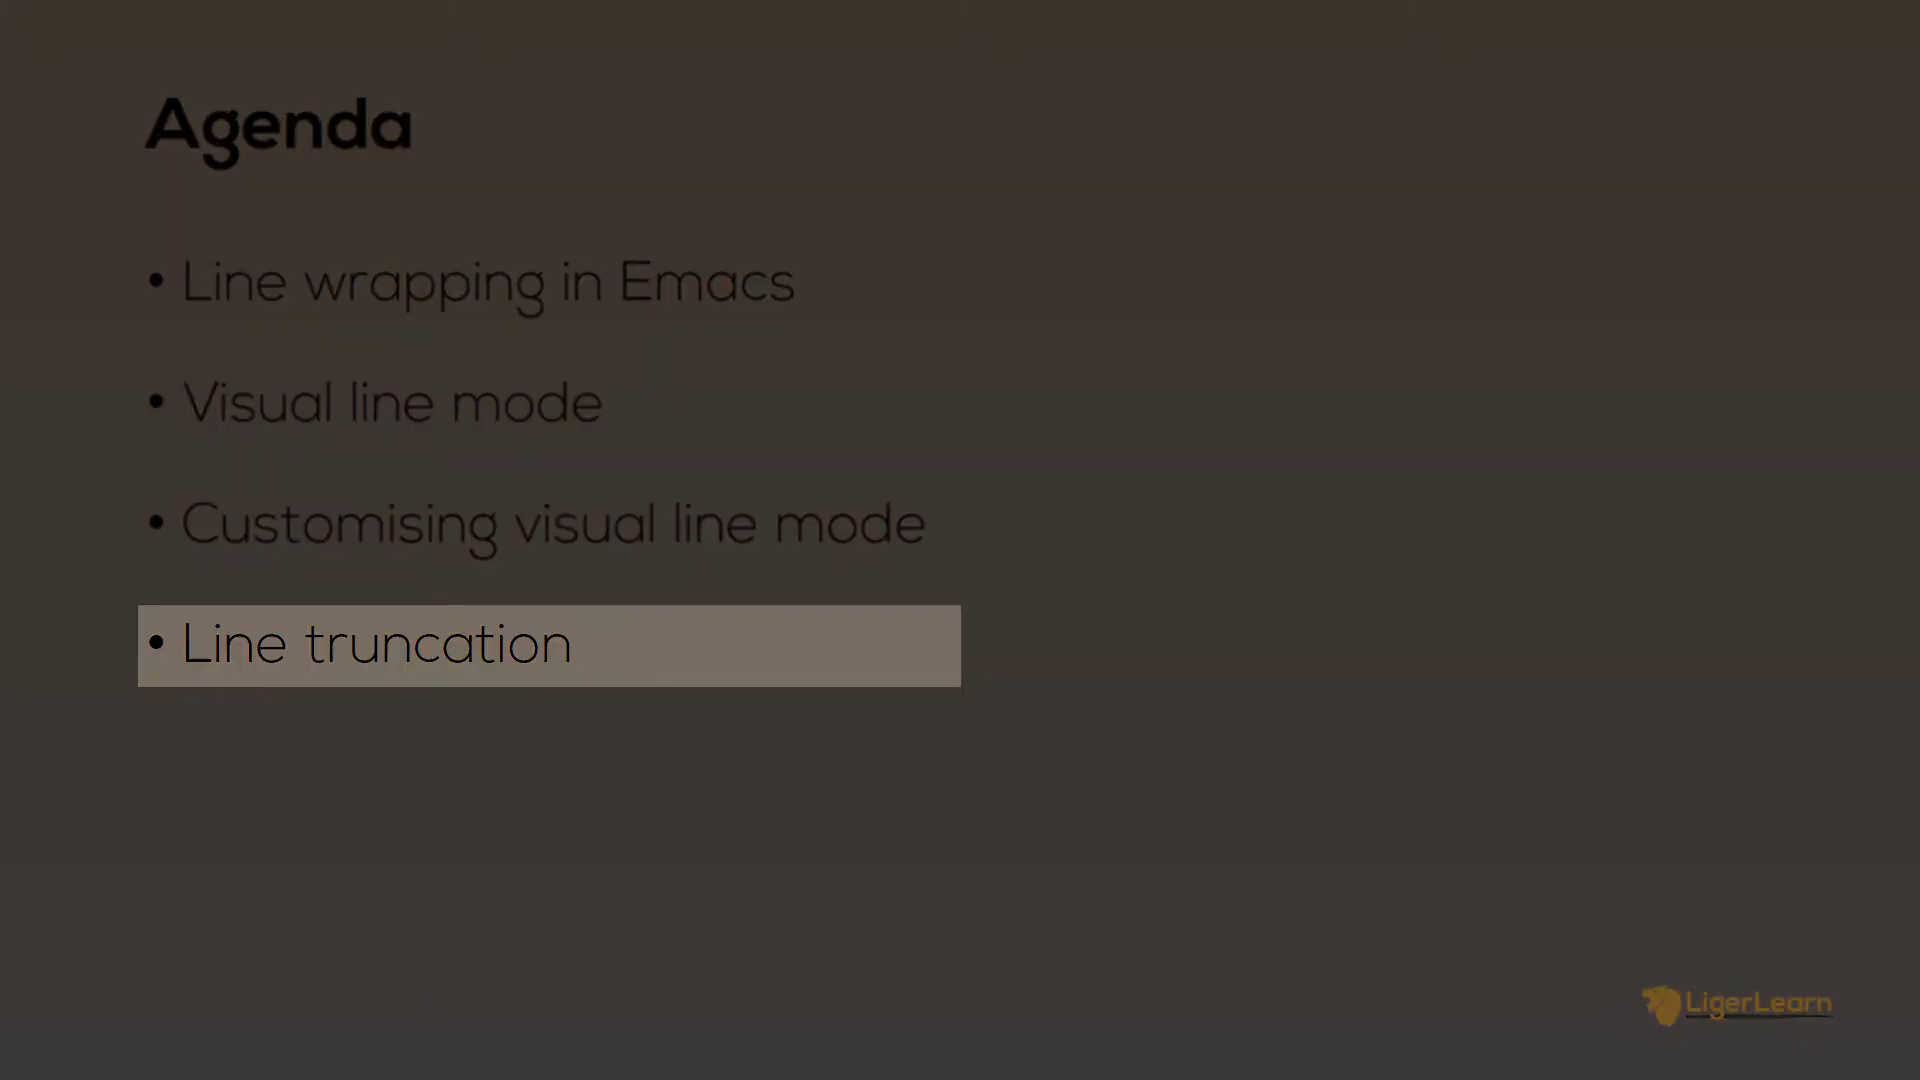 Agenda
• Line wrapping in Emacs
• Visual line mode
• Customising visual line mode
• Line truncation
LigerLearn